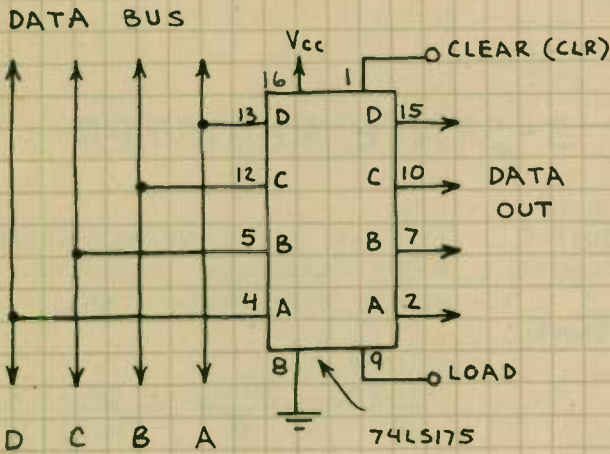 DATA BUS
Vcc
CLEAR (CLR)
16 1
13 D D 15
12 C C 10
DATA
OUT
5 B B 7
4 A A 2
8 9
LOAD
D C B A
74LS175